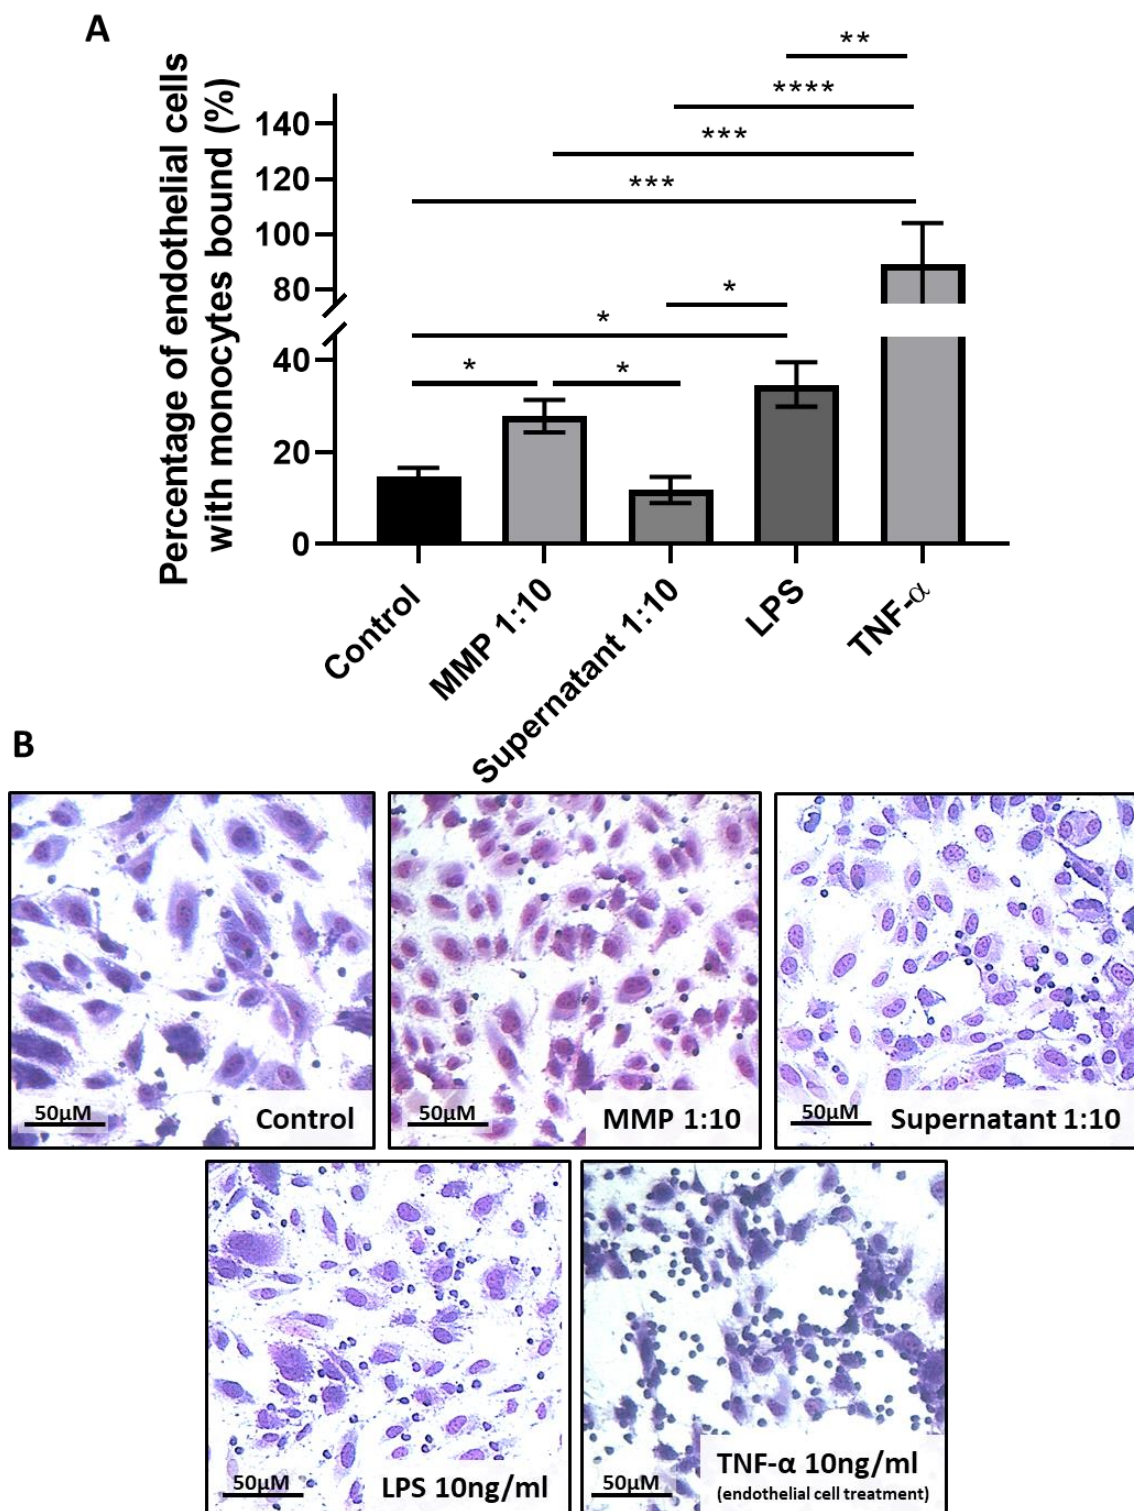 A
Percentage of endothelial cells
with monocytes bound (%)
**
****
***
***
*
*
*
*
140
120
100
80
40
20
0
Control
MMP 1:10
Supernatant 1:10
LPS
TNF-α
B
50µM
Control
50µM
MMP 1:10
50µM
Supernatant 1:10
50µM
LPS 10ng/ml
50µM
TNF-α 10ng/ml
(endothelial cell treatment)